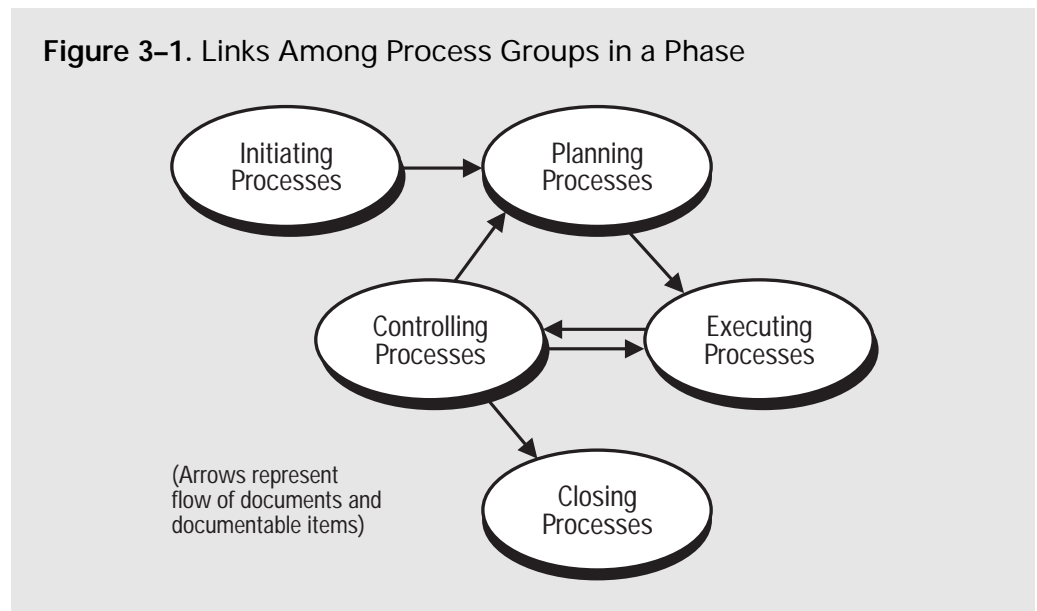 Figure 3–1. Links Among Process Groups in a Phase
Initiating
Processes
Planning
Processes
Controlling
Processes
Executing
Processes
(Arrows represent
flow of documents and
documentable items)
Closing
Processes